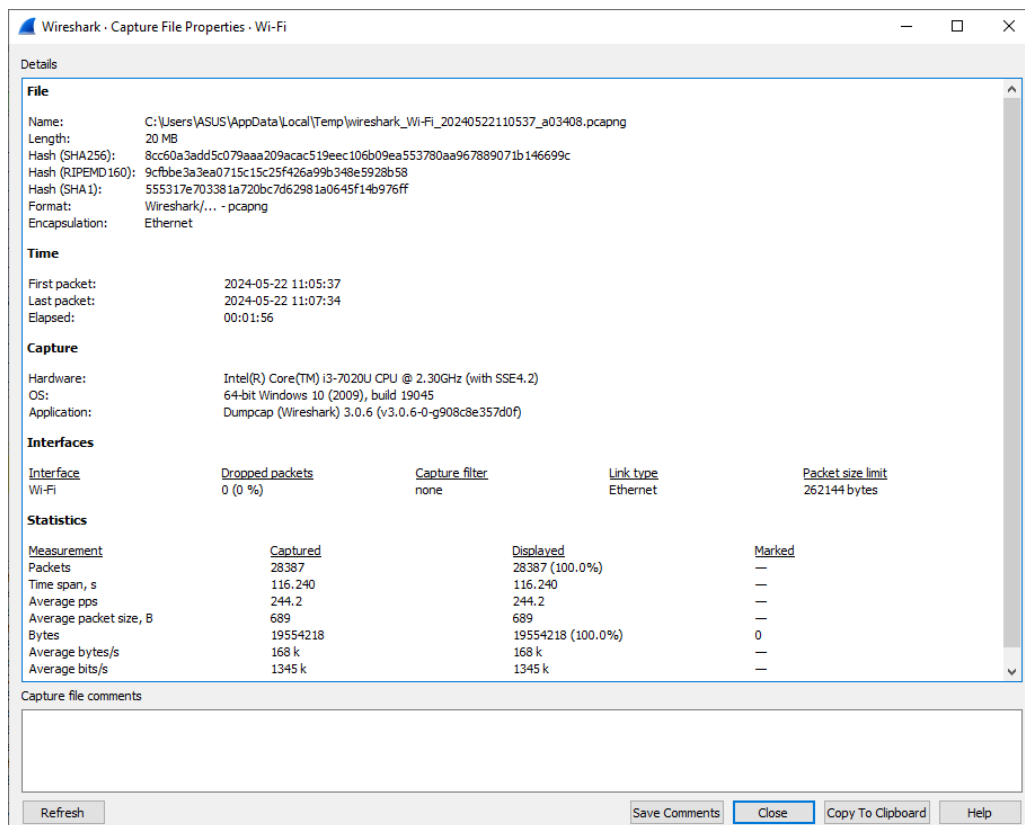 Wireshark · Capture File Properties · Wi-Fi
Details
File
Name: C:\Users\ASUS\AppData\Local\Temp\wireshark_Wi-Fi_20240522110537_a03408.pcapng
Length: 20 MB
Hash (SHA256): 8cc60a3add5c079aaa209acac519eec106b09ea553780aa967889071b146699c
Hash (RIPEMD160): 9cfbbe3a3ea0715c15c25f426a99b348e5928b58
Hash (SHA1): 555317e703381a720bc7d62981a0645f14b976ff
Format: Wireshark/... - pcapng
Encapsulation: Ethernet
Time
First packet: 2024-05-22 11:05:37
Last packet: 2024-05-22 11:07:34
Elapsed: 00:01:56
Capture
Hardware: Intel(R) Core(TM) i3-7020U CPU @ 2.30GHz (with SSE4.2)
OS: 64-bit Windows 10 (2009), build 19045
Application: Dumpcap (Wireshark) 3.0.6 (v3.0.6-0-g908c8e357d0f)
Interfaces
Interface Dropped packets Capture filter Link type Packet size limit
Wi-Fi 0 (0 %) none Ethernet 262144 bytes
Statistics
Measurement Captured Displayed Marked
Packets 28387 28387 (100.0%) —
Time span, s 116.240 116.240 —
Average pps 244.2 244.2 —
Average packet size, B 689 689 —
Bytes 19554218 19554218 (100.0%) 0
Average bytes/s 168 k 168 k —
Average bits/s 1345 k 1345 k —
Capture file comments
Refresh Save Comments Close Copy To Clipboard Help